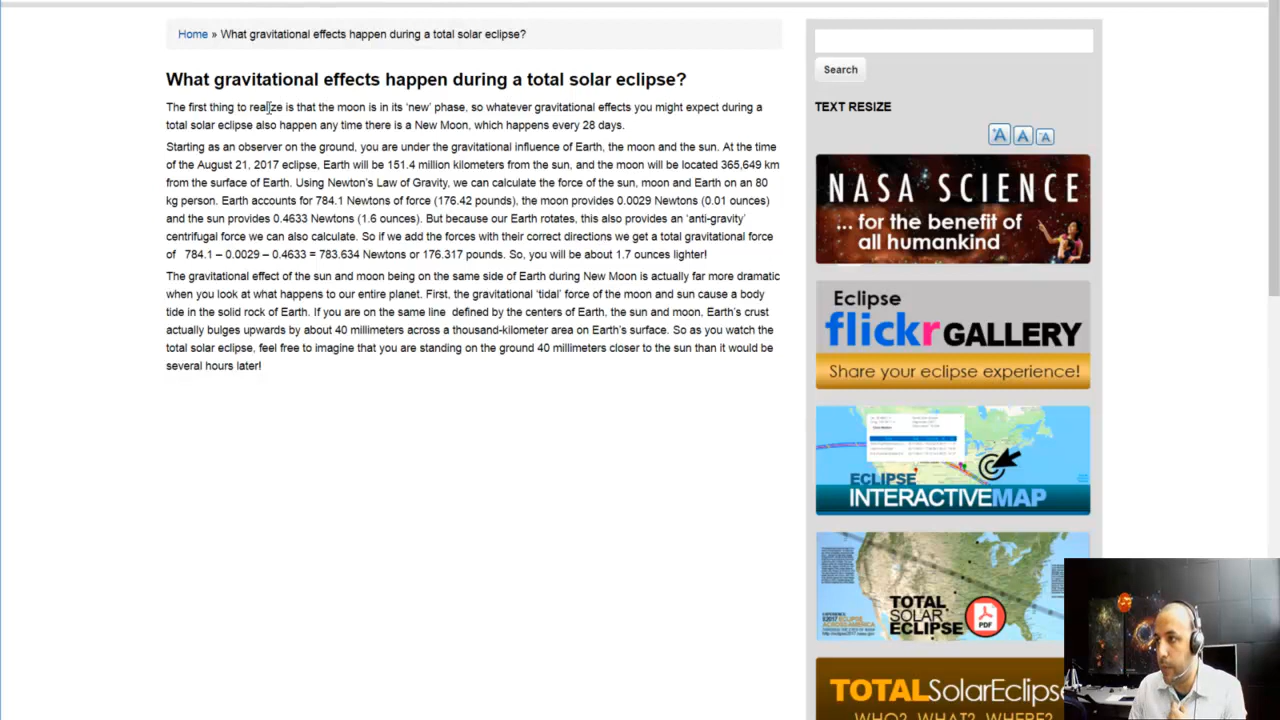 Home » What gravitational effects happen during a total solar eclipse?
What gravitational effects happen during a total solar eclipse?
The first thing to realize is that the moon is in its ‘new’ phase, so whatever gravitational effects you might expect during a
total solar eclipse also happen any time there is a New Moon, which happens every 28 days.
Starting as an observer on the ground, you are under the gravitational influence of Earth, the moon and the sun. At the time
of the August 21, 2017 eclipse, Earth will be 151.4 million kilometers from the sun, and the moon will be located 365,649 km
from the surface of Earth. Using Newton’s Law of Gravity, we can calculate the force of the sun, moon and Earth on an 80
kg person. Earth accounts for 784.1 Newtons of force (176.42 pounds), the moon provides 0.0029 Newtons (0.01 ounces)
and the sun provides 0.4633 Newtons (1.6 ounces). But because our Earth rotates, this also provides an ‘anti-gravity’
centrifugal force we can also calculate. So if we add the forces with their correct directions we get a total gravitational force
of 784.1 – 0.0029 – 0.4633 = 783.634 Newtons or 176.317 pounds. So, you will be about 1.7 ounces lighter!
The gravitational effect of the sun and moon being on the same side of Earth during New Moon is actually far more dramatic
when you look at what happens to our entire planet. First, the gravitational ‘tidal’ force of the moon and sun cause a body
tide in the solid rock of Earth. If you are on the same line defined by the centers of Earth, the sun and moon, Earth’s crust
actually bulges upwards by about 40 millimeters across a thousand-kilometer area on Earth’s surface. So as you watch the
total solar eclipse, feel free to imagine that you are standing on the ground 40 millimeters closer to the sun than it would be
several hours later!
Search
TEXT RESIZE
A A A
NASA SCIENCE
... for the benefit of
all humankind
Eclipse
flickr GALLERY
Share your eclipse experience!
ECLIPSE
INTERACTIVEMAP
TOTAL
SOLAR
ECLIPSE
PDF
TOTALSolarEclipse
WHO? WHAT? WHERE?